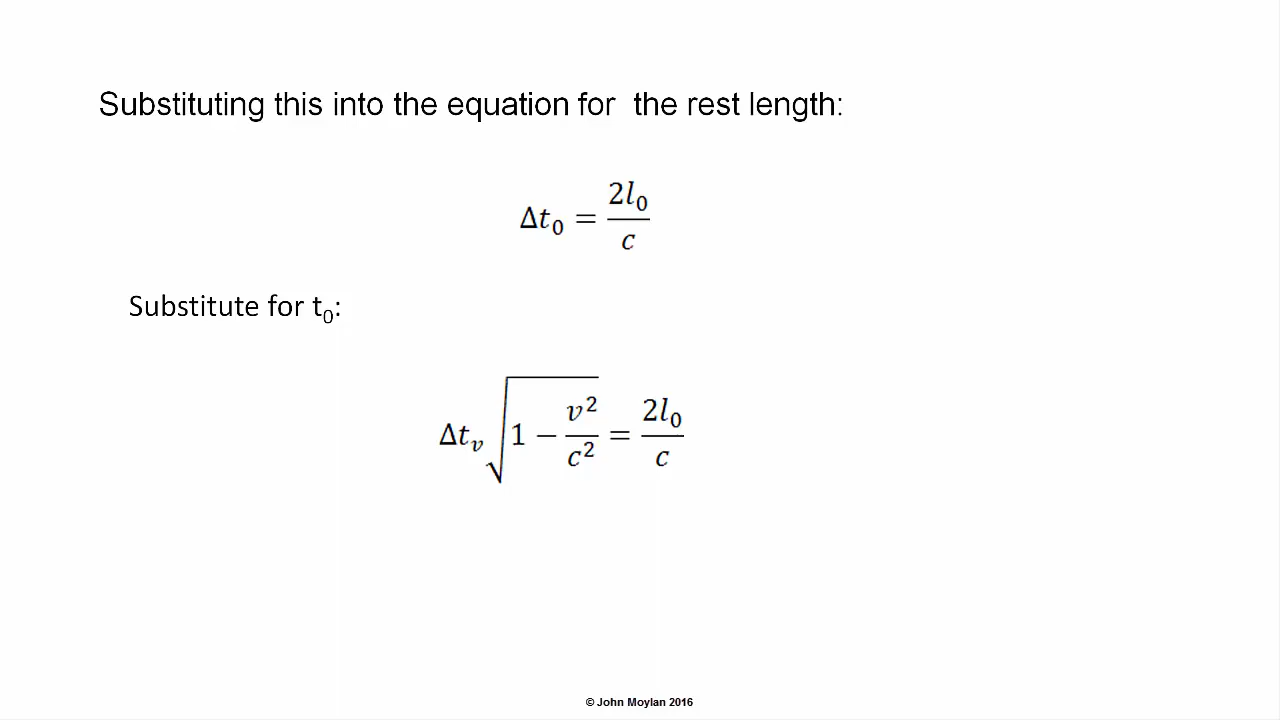 Substituting this into the equation for  the rest length:
Δt₀ = 2l₀/c
Substitute for t₀:
Δtᵥ √(1 − v²/c²) = 2l₀/c
© John Moylan 2016